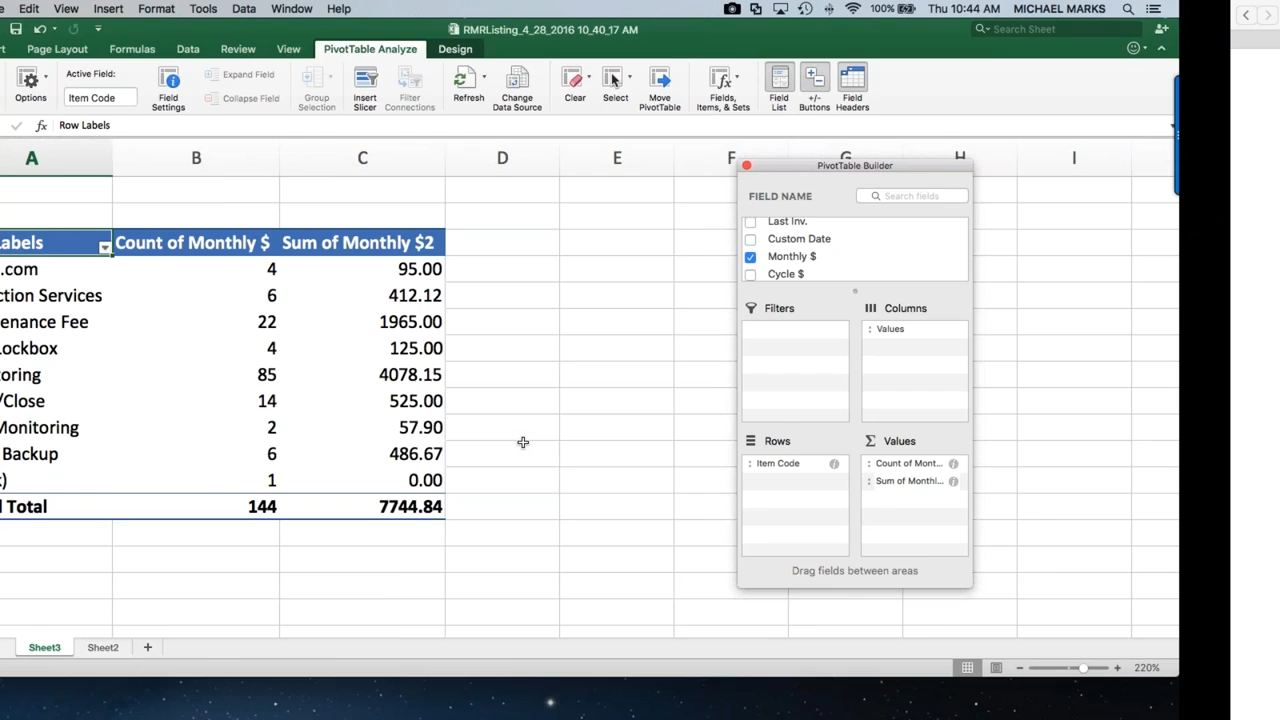 s Edit View Insert Format Tools Data Window Help 100% Thu 10:44 AM MICHAEL MARKS
RMRListing_4_28_2016 10_40_17 AM
Search Sheet
rt Page Layout Formulas Data Review View PivotTable Analyze Design
Options
Active Field:
Item Code
Field Settings
Expand Field
Collapse Field
Group Selection
Insert Slicer
Filter Connections
Refresh
Change Data Source
Clear
Select
Move PivotTable
Fields, Items, & Sets
Field List
+/- Buttons
Field Headers
fx Row Labels
A B C D E F G H I
abels Count of Monthly $ Sum of Monthly $2
.com 4 95.00
ction Services 6 412.12
enance Fee 22 1965.00
ockbox 4 125.00
oring 85 4078.15
/Close 14 525.00
Monitoring 2 57.90
Backup 6 486.67
) 1 0.00
Total 144 7744.84
PivotTable Builder
FIELD NAME
Search fields
Last Inv.
Custom Date
Monthly $
Cycle $
Filters
Columns
Values
Rows
Values
Item Code
Count of Mont...
Sum of Monthl...
Drag fields between areas
Sheet3 Sheet2 +
220%